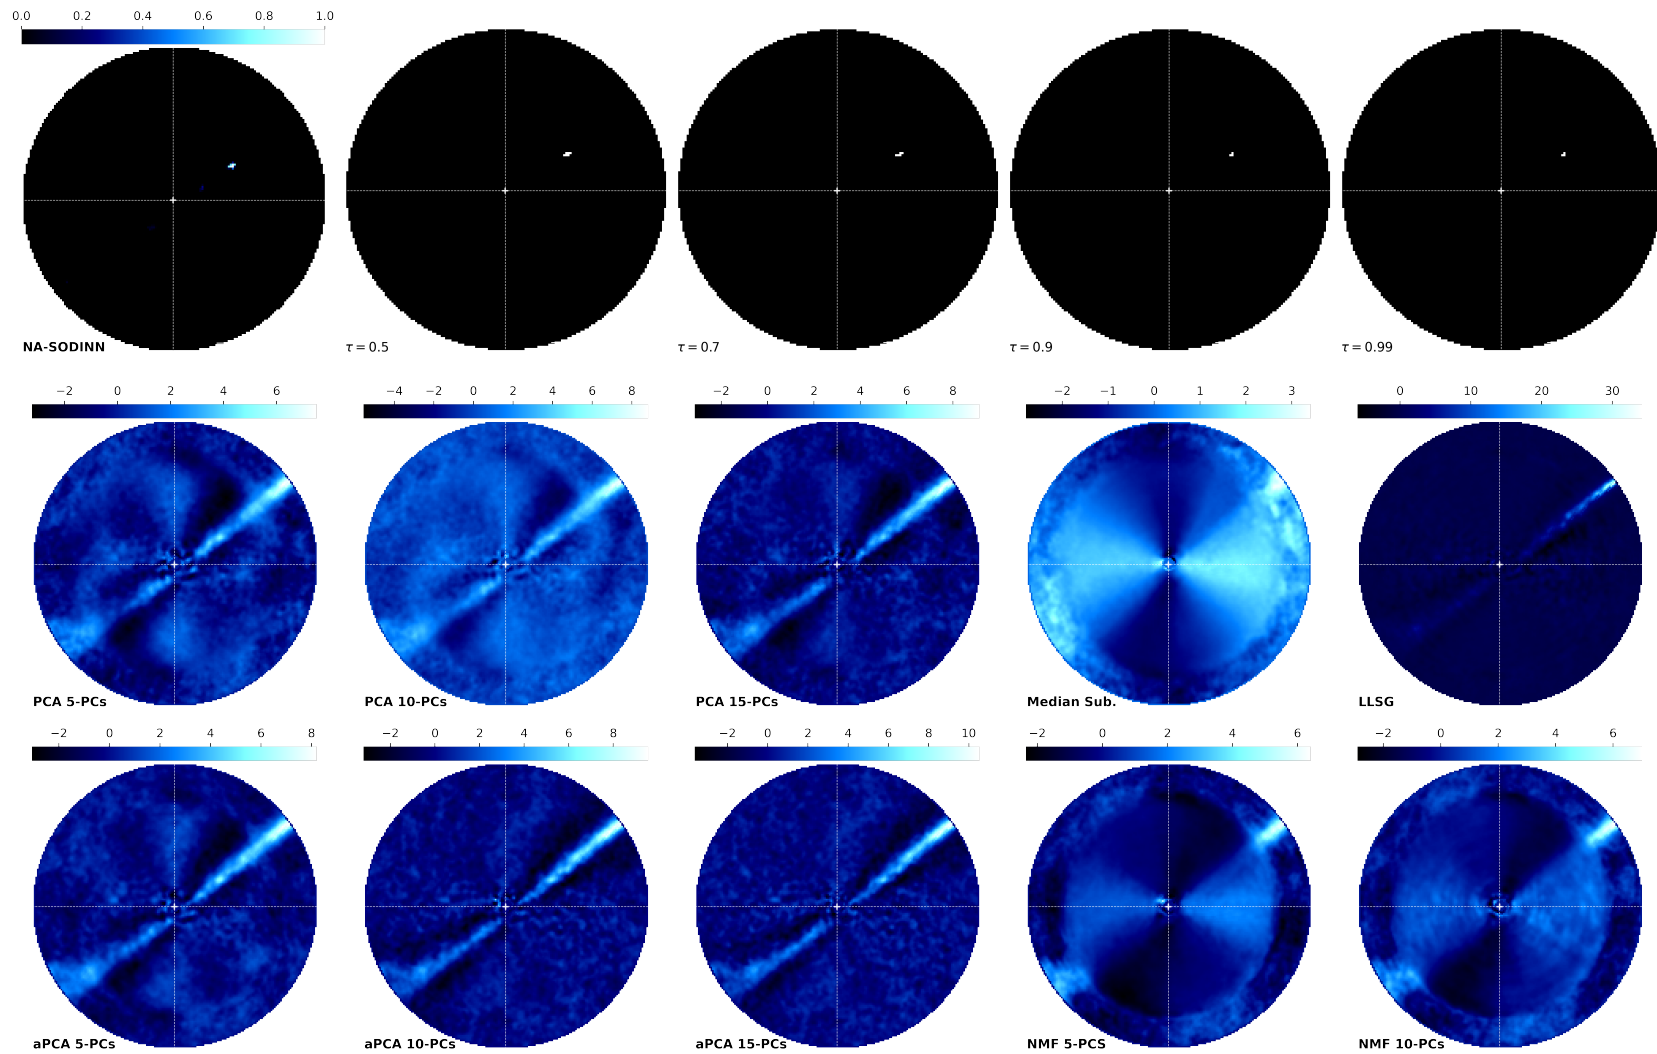 0.0 0.2 0.4 0.6 0.8 1.0
NA-SODINN τ = 0.5 τ = 0.7 τ = 0.9 τ = 0.99
−2 0 2 4 6 −4 −2 0 2 4 6 8 −2 0 2 4 6 8 −2 −1 0 1 2 3 0 10 20 30
PCA 5-PCs PCA 10-PCs PCA 15-PCs Median Sub. LLSG
−2 0 2 4 6 8 −2 0 2 4 6 8 −2 0 2 4 6 8 10 −2 0 2 4 6 −2 0 2 4 6
aPCA 5-PCs aPCA 10-PCs aPCA 15-PCs NMF 5-PCS NMF 10-PCs